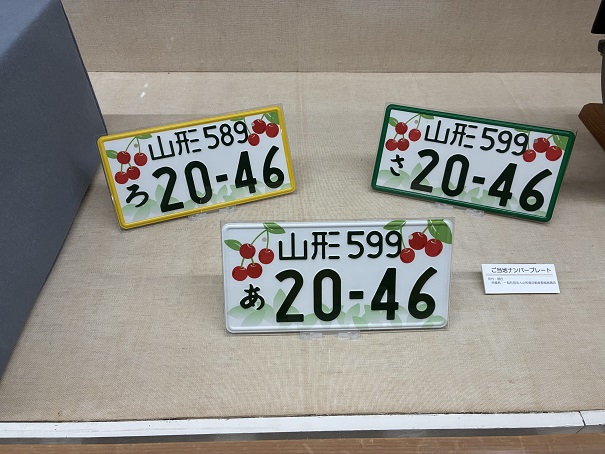 山形 589
ろ 20-46
山形 599
さ 20-46
山形 599
あ 20-46
ご当地ナンバープレート